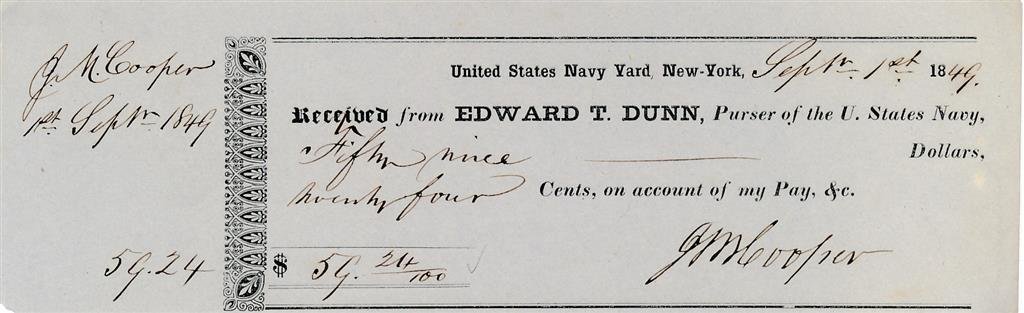 J. M. Cooper
1st Septr 1849
59.24
United States Navy Yard, New-York, Septr 1st 1849.
Received from EDWARD T. DUNN, Purser of the U. States Navy,
Fifty nine Dollars,
twenty four Cents, on account of my Pay, &c.
$ 59. 24/100
J M Cooper